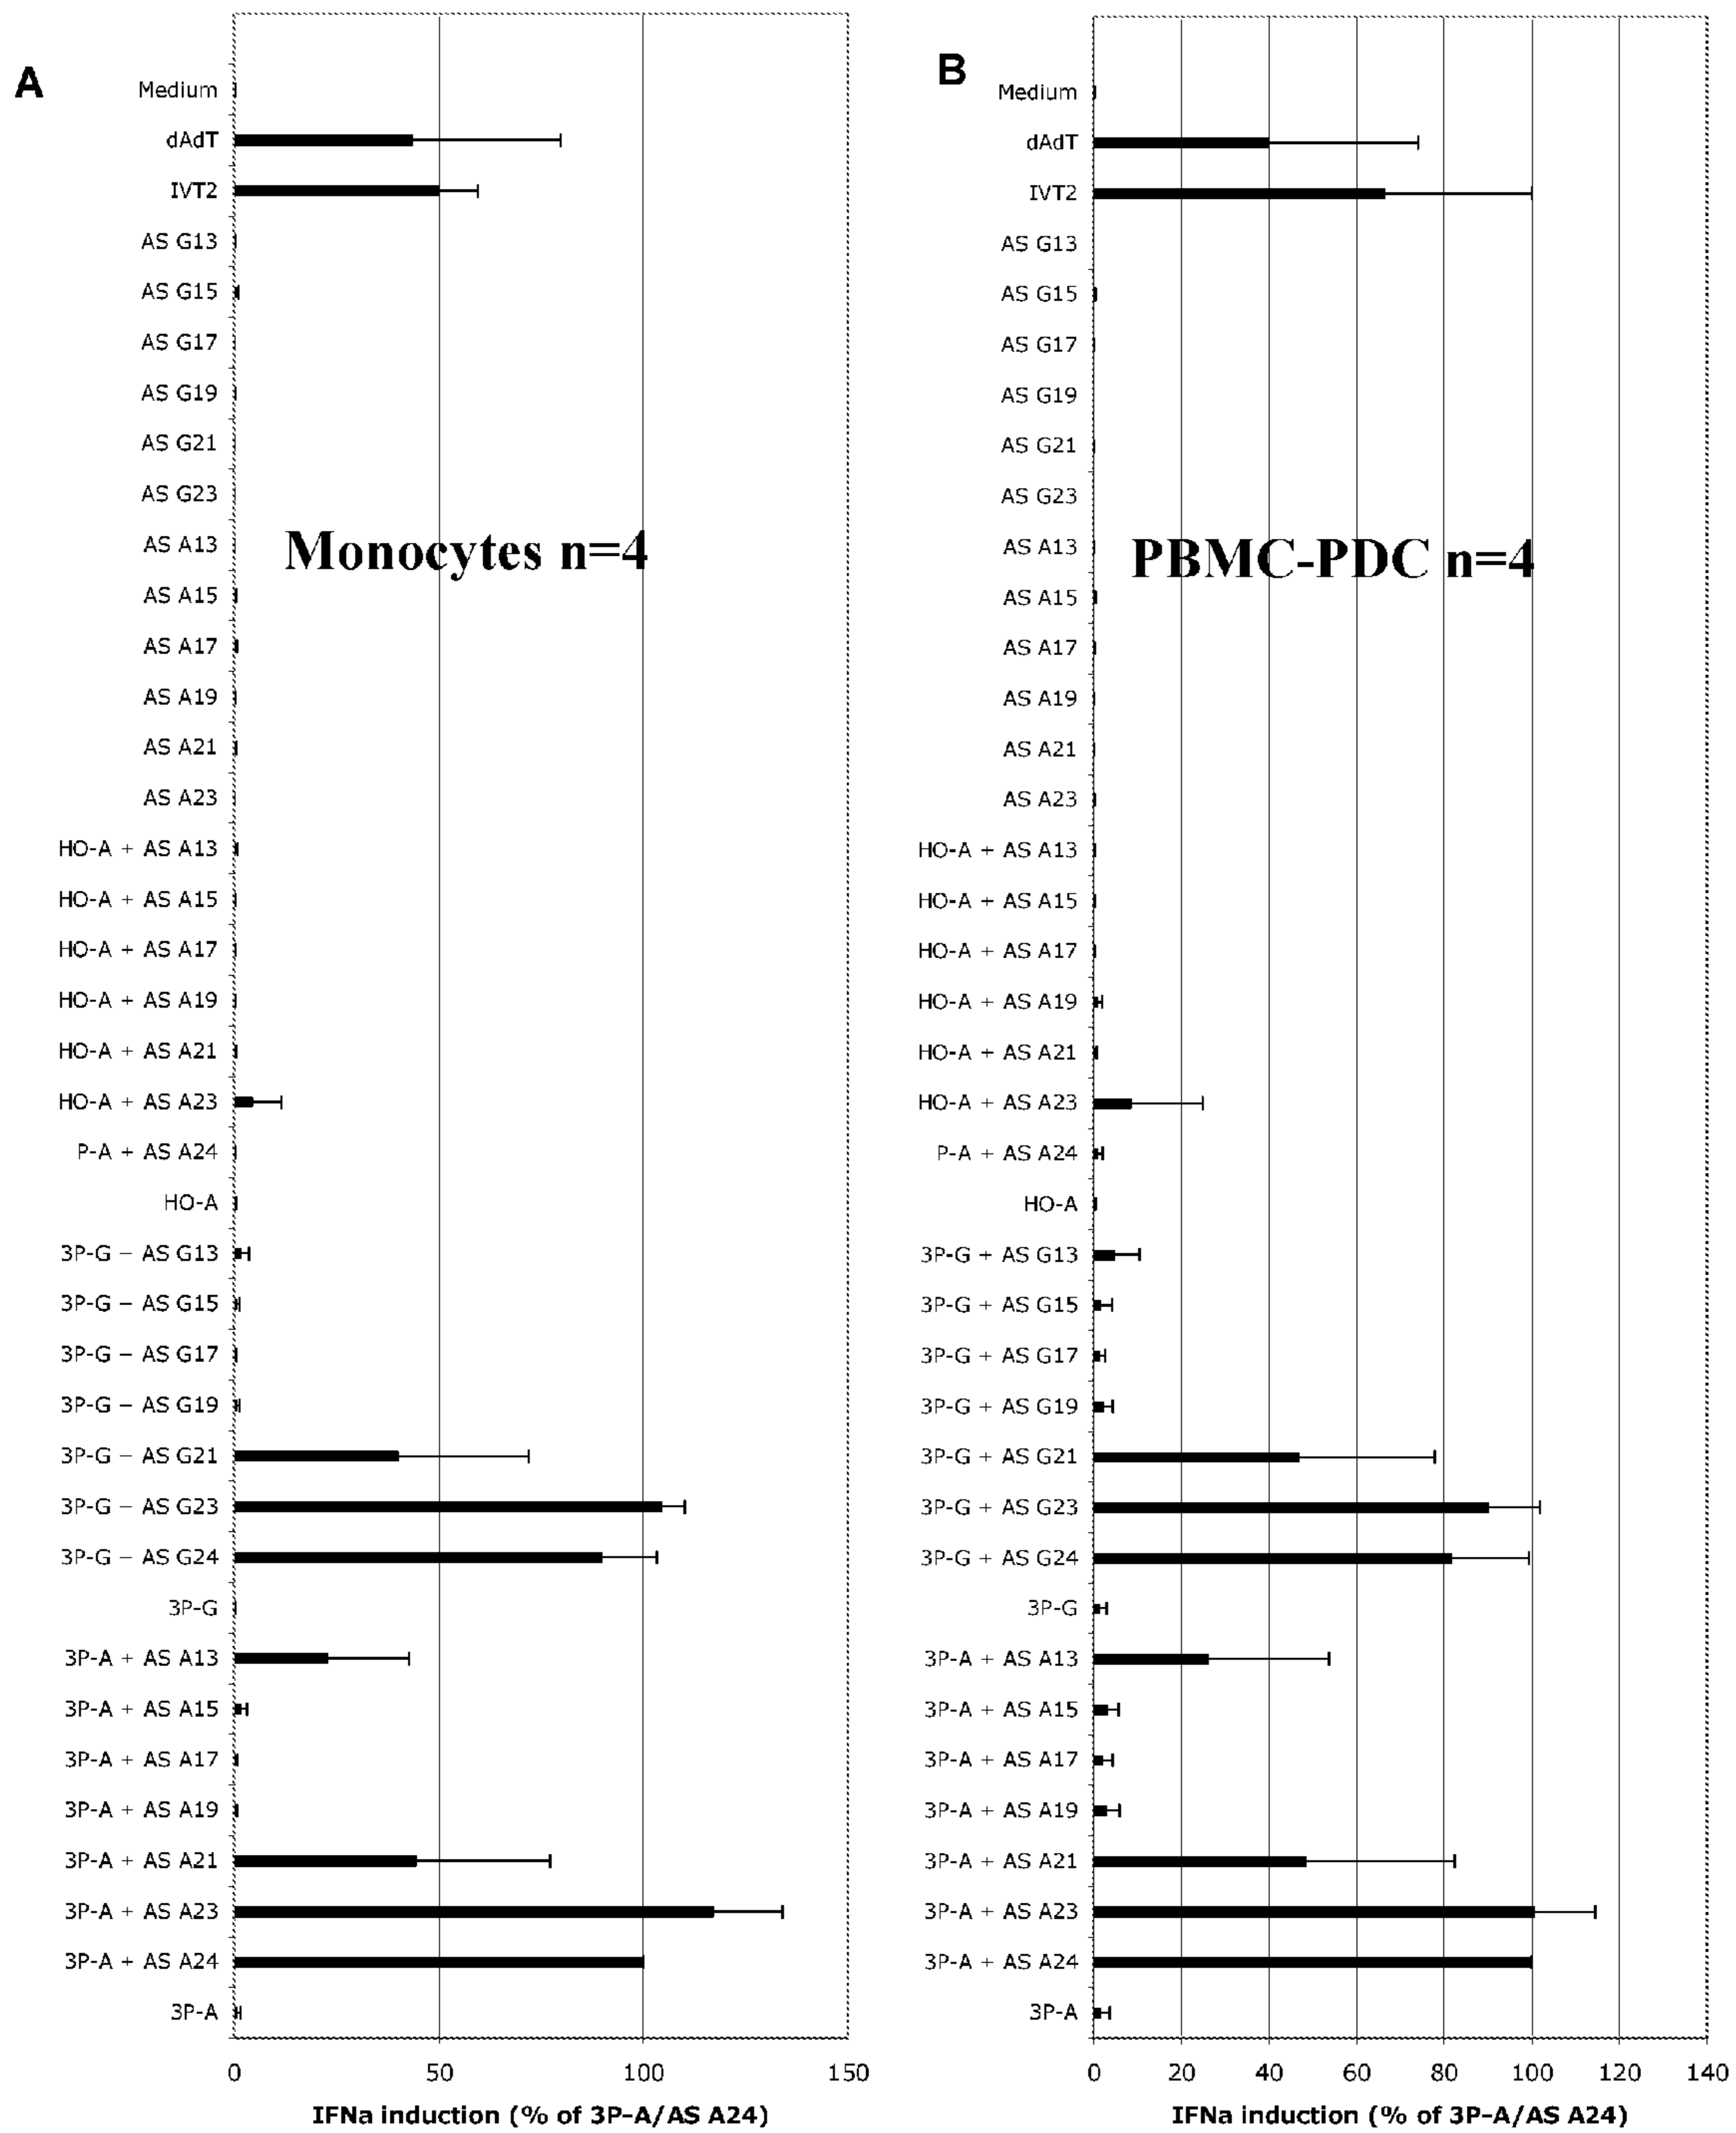 A
Medium
dAdT
IVT2
AS G13
AS G15
AS G17
AS G19
AS G21
AS G23
AS A13
AS A15
AS A17
AS A19
AS A21
AS A23
HO-A + AS A13
HO-A + AS A15
HO-A + AS A17
HO-A + AS A19
HO-A + AS A21
HO-A + AS A23
P-A + AS A24
HO-A
3P-G – AS G13
3P-G – AS G15
3P-G – AS G17
3P-G – AS G19
3P-G – AS G21
3P-G – AS G23
3P-G – AS G24
3P-G
3P-A + AS A13
3P-A + AS A15
3P-A + AS A17
3P-A + AS A19
3P-A + AS A21
3P-A + AS A23
3P-A + AS A24
3P-A
Monocytes n=4
0 50 100 150
IFNa induction (% of 3P-A/AS A24)
B
Medium
dAdT
IVT2
AS G13
AS G15
AS G17
AS G19
AS G21
AS G23
AS A13
AS A15
AS A17
AS A19
AS A21
AS A23
HO-A + AS A13
HO-A + AS A15
HO-A + AS A17
HO-A + AS A19
HO-A + AS A21
HO-A + AS A23
P-A + AS A24
HO-A
3P-G + AS G13
3P-G + AS G15
3P-G + AS G17
3P-G + AS G19
3P-G + AS G21
3P-G + AS G23
3P-G + AS G24
3P-G
3P-A + AS A13
3P-A + AS A15
3P-A + AS A17
3P-A + AS A19
3P-A + AS A21
3P-A + AS A23
3P-A + AS A24
3P-A
PBMC-PDC n=4
0 20 40 60 80 100 120 140
IFNa induction (% of 3P-A/AS A24)